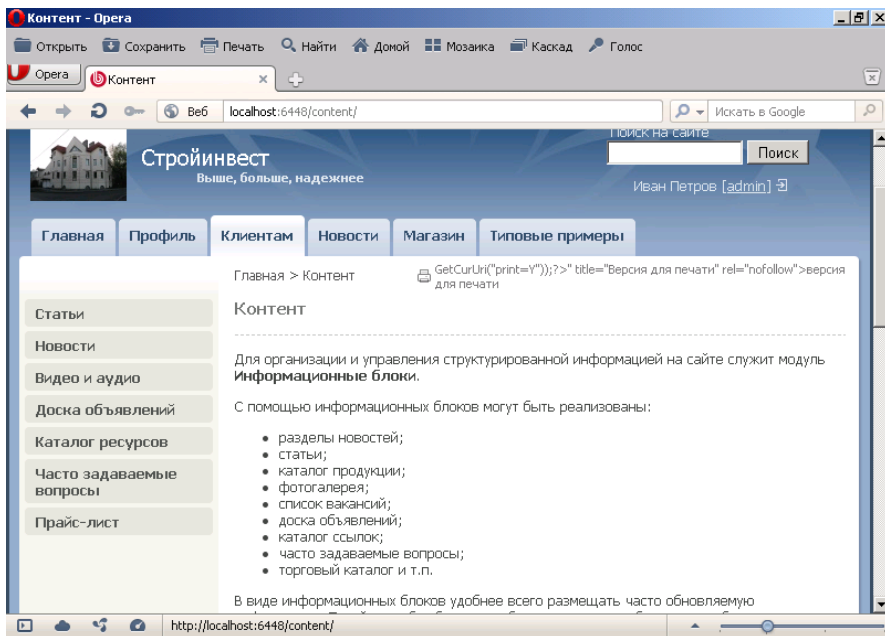 Контент - Opera
Открыть Сохранить Печать Найти Домой Мозаика Каскад Голос
Opera Контент
Веб localhost:6448/content/ Искать в Google
Поиск на сайте
Стройинвест Поиск
Выше, больше, надежнее
Иван Петров [admin]
Главная Профиль Клиентам Новости Магазин Типовые примеры
Главная > Контент
GetCurUri("print=Y"));?>" title="Версия для печати" rel="nofollow">версия
для печати
Статьи
Новости
Видео и аудио
Доска объявлений
Каталог ресурсов
Часто задаваемые
вопросы
Прайс-лист
Контент
Для организации и управления структурированной информацией на сайте служит модуль
Информационные блоки.
С помощью информационных блоков могут быть реализованы:
• разделы новостей;
• статьи;
• каталог продукции;
• фотогалерея;
• список вакансий;
• доска объявлений;
• каталог ссылок;
• часто задаваемые вопросы;
• торговый каталог и т.п.
В виде информационных блоков удобнее всего размещать часто обновляемую
http://localhost:6448/content/